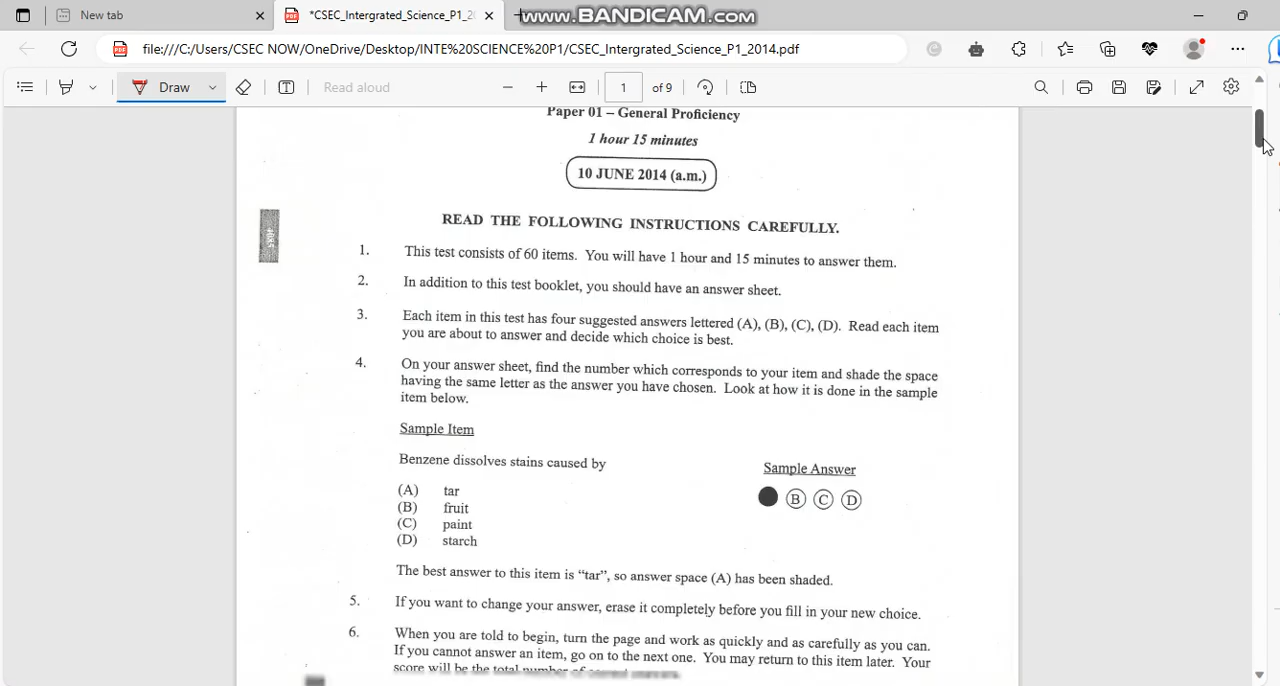 New tab
*CSEC_Intergrated_Science_P1_2
www.BANDICAM.com
file:///C:/Users/CSEC NOW/OneDrive/Desktop/INTE%20SCIENCE%20P1/CSEC_Intergrated_Science_P1_2014.pdf
Draw
Read aloud
1 of 9
Paper 01 – General Proficiency
1 hour 15 minutes
10 JUNE 2014 (a.m.)
READ THE FOLLOWING INSTRUCTIONS CAREFULLY.
1. This test consists of 60 items. You will have 1 hour and 15 minutes to answer them.
2. In addition to this test booklet, you should have an answer sheet.
3. Each item in this test has four suggested answers lettered (A), (B), (C), (D). Read each item
you are about to answer and decide which choice is best.
4. On your answer sheet, find the number which corresponds to your item and shade the space
having the same letter as the answer you have chosen. Look at how it is done in the sample
item below.
Sample Item
Benzene dissolves stains caused by
Sample Answer
(A) tar
B C D
(B) fruit
(C) paint
(D) starch
The best answer to this item is “tar”, so answer space (A) has been shaded.
5. If you want to change your answer, erase it completely before you fill in your new choice.
6. When you are told to begin, turn the page and work as quickly and as carefully as you can.
If you cannot answer an item, go on to the next one. You may return to this item later. Your
score will be the total number of